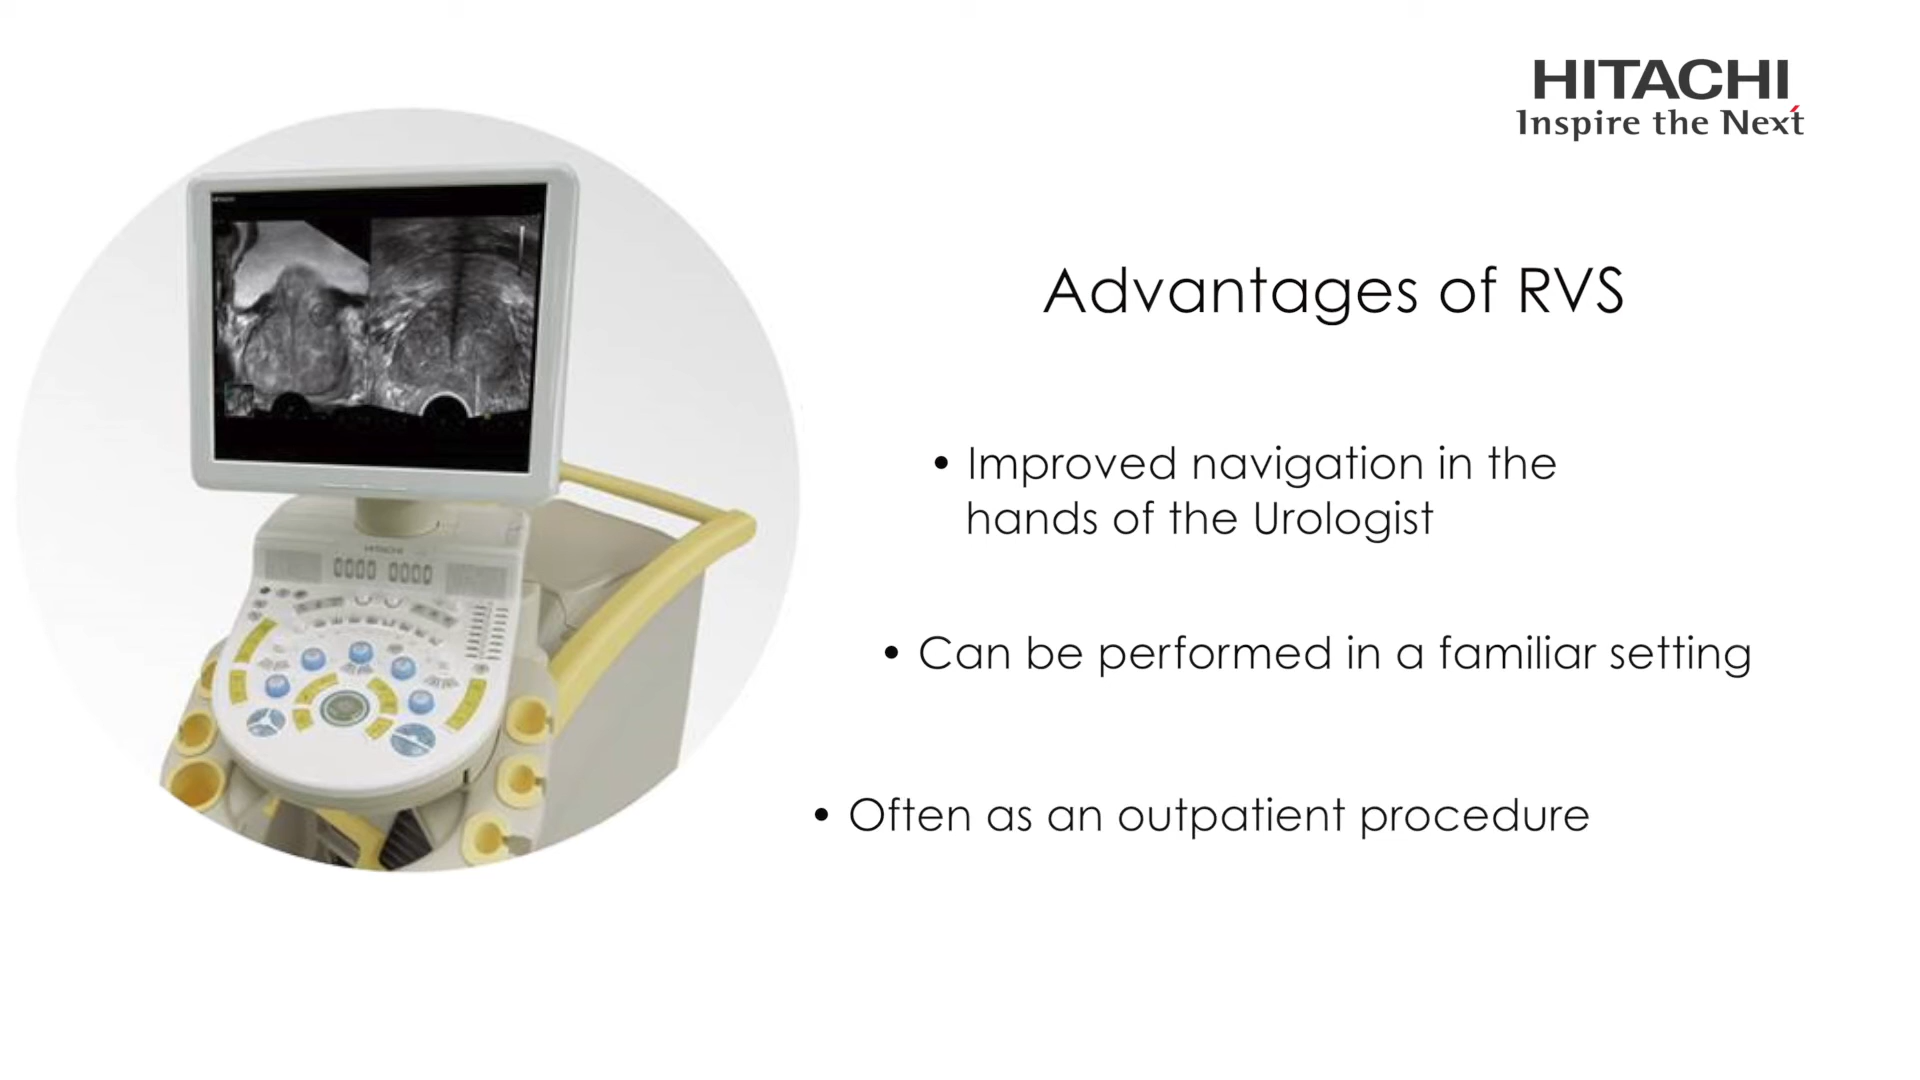 HITACHI
Inspire the Next
Advantages of RVS
• Improved navigation in the
hands of the Urologist
• Can be performed in a familiar setting
• Often as an outpatient procedure
HITACHI